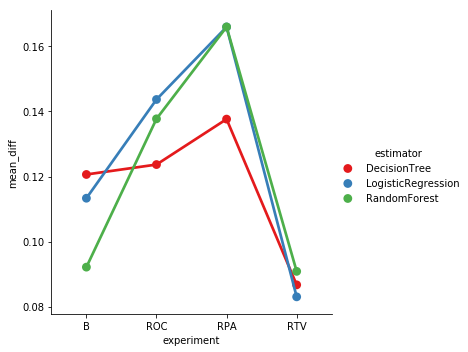 0.16
0.14
0.12
0.10
0.08
mean_diff
B ROC RPA RTV
experiment
estimator
DecisionTree
LogisticRegression
RandomForest